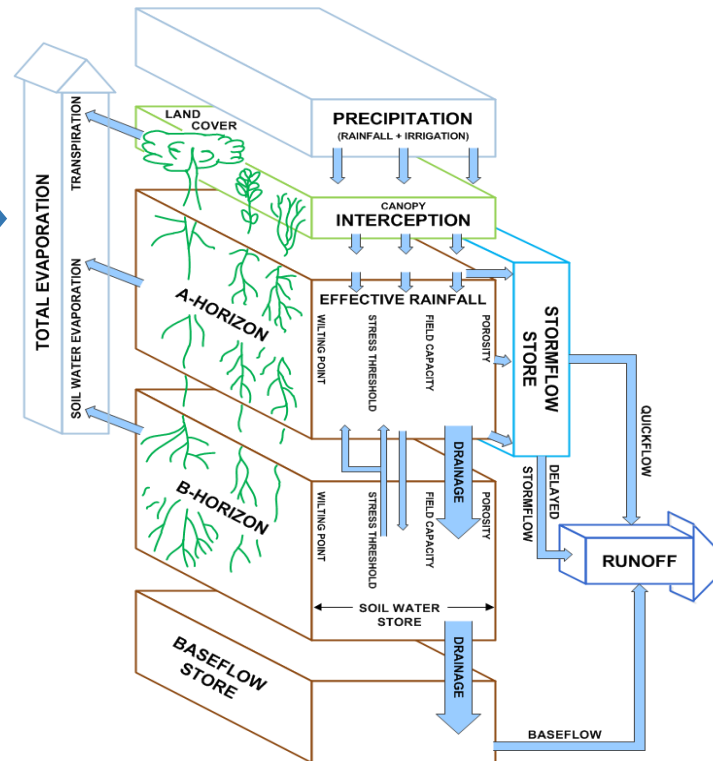 PRECIPITATION
(RAINFALL + IRRIGATION)
LAND
COVER
CANOPY
INTERCEPTION
TOTAL EVAPORATION
TRANSPIRATION
SOIL WATER EVAPORATION
A-HORIZON
EFFECTIVE RAINFALL
WILTING POINT
STRESS THRESHOLD
FIELD CAPACITY
POROSITY
STORMFLOW
STORE
QUICKFLOW
DELAYED
STORMFLOW
DRAINAGE
B-HORIZON
WILTING POINT
STRESS THRESHOLD
FIELD CAPACITY
POROSITY
SOIL WATER
STORE
RUNOFF
DRAINAGE
BASEFLOW
STORE
BASEFLOW